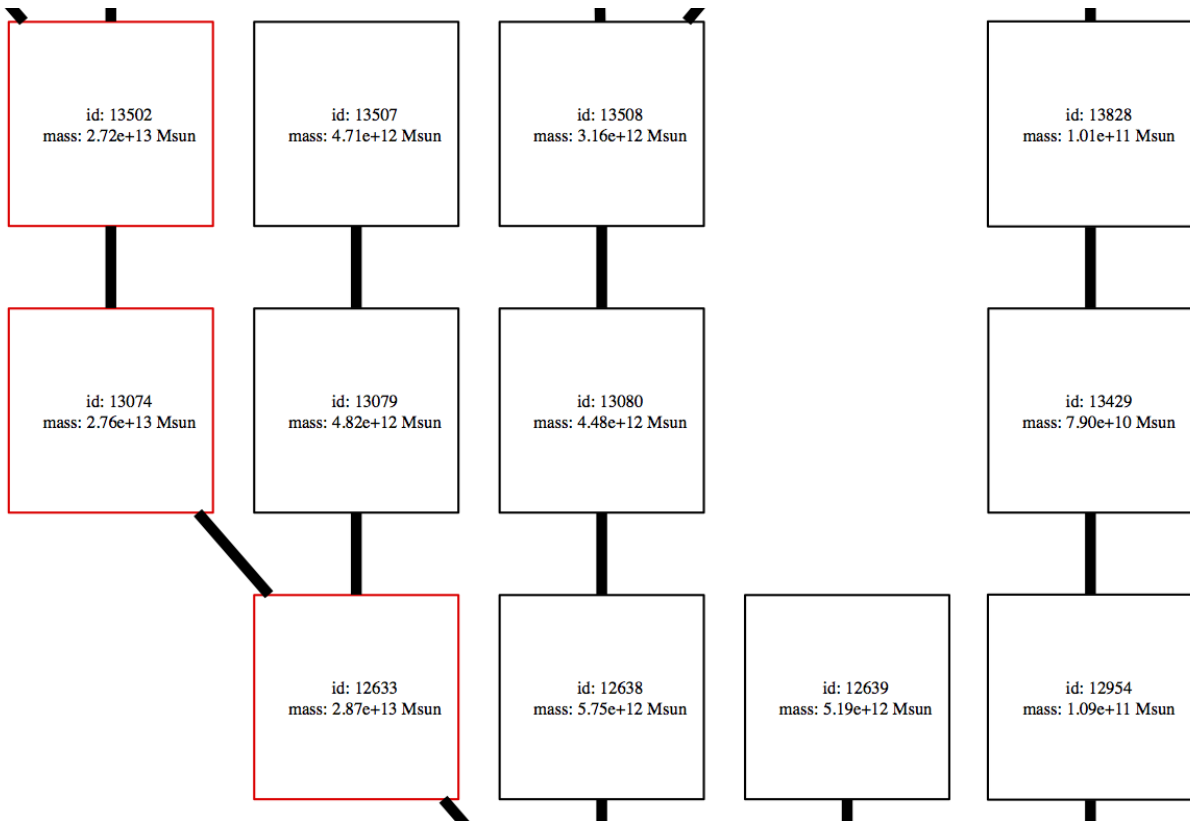 id: 13502
mass: 2.72e+13 Msun
id: 13507
mass: 4.71e+12 Msun
id: 13508
mass: 3.16e+12 Msun
id: 13828
mass: 1.01e+11 Msun
id: 13074
mass: 2.76e+13 Msun
id: 13079
mass: 4.82e+12 Msun
id: 13080
mass: 4.48e+12 Msun
id: 13429
mass: 7.90e+10 Msun
id: 12633
mass: 2.87e+13 Msun
id: 12638
mass: 5.75e+12 Msun
id: 12639
mass: 5.19e+12 Msun
id: 12954
mass: 1.09e+11 Msun